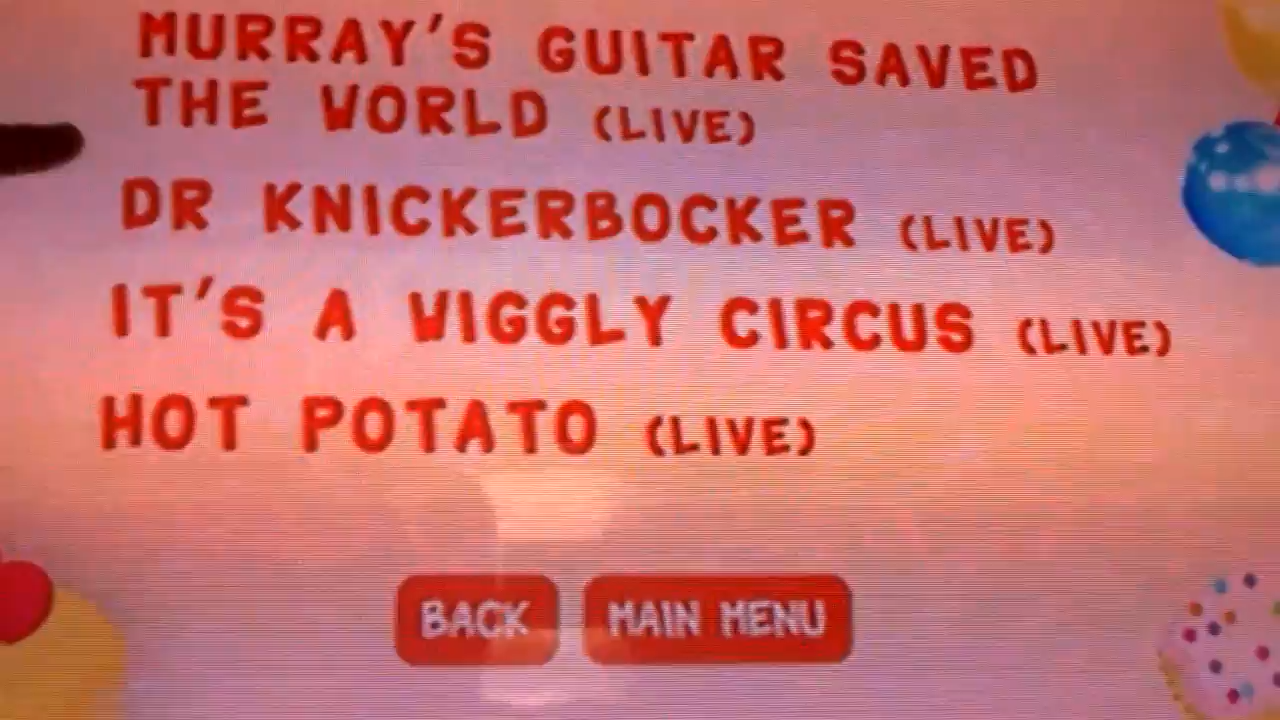 MURRAY'S GUITAR SAVED
THE WORLD (LIVE)
DR KNICKERBOCKER (LIVE)
IT'S A WIGGLY CIRCUS (LIVE)
HOT POTATO (LIVE)
BACK MAIN MENU